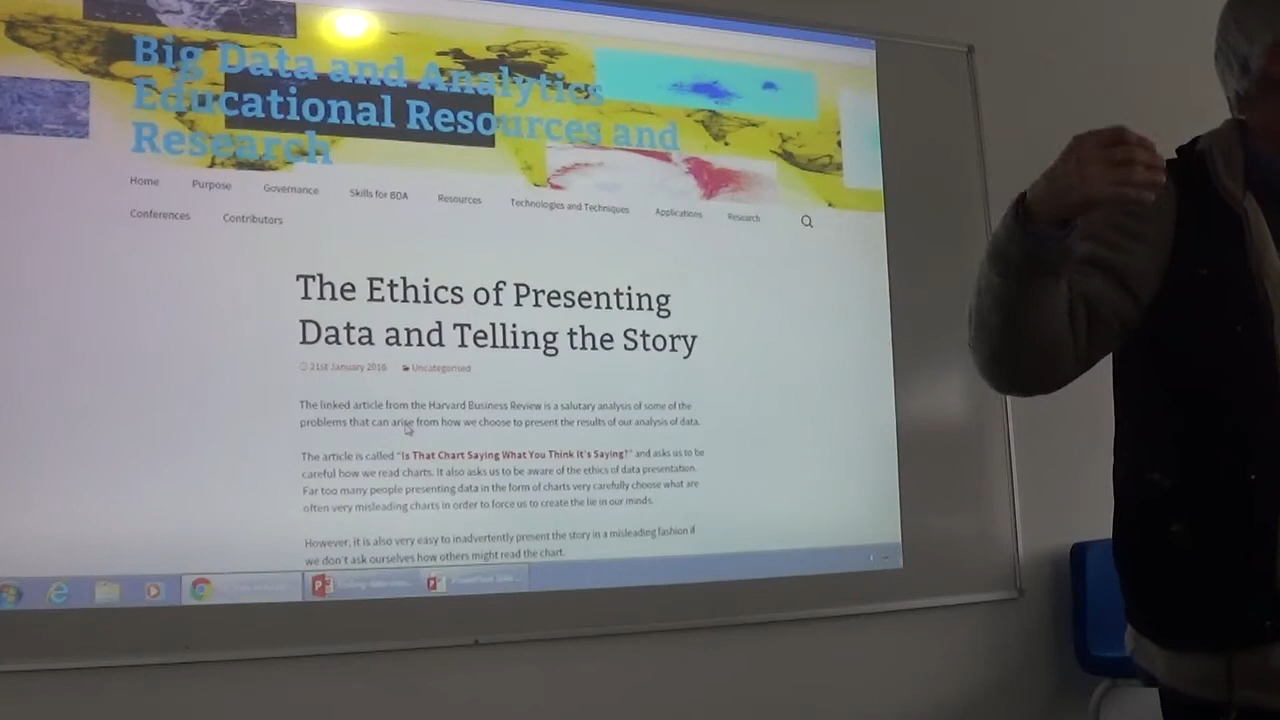 Big Data and Analytics
Educational Resources and
Research
Home Purpose Governance Skills for BDA Resources Technologies and Techniques Applications Research
Conferences Contributors
The Ethics of Presenting
Data and Telling the Story
21st January 2016 Uncategorised
The linked article from the Harvard Business Review is a salutary analysis of some of the
problems that can arise from how we choose to present the results of our analysis of data.
The article is called "Is That Chart Saying What You Think It's Saying?" and asks us to be
careful how we read charts. It also asks us to be aware of the ethics of data presentation.
Far too many people presenting data in the form of charts very carefully choose what are
often very misleading charts in order to force us to create the lie in our minds.
However, it is also very easy to inadvertently present the story in a misleading fashion if
we don't ask ourselves how others might read the chart.